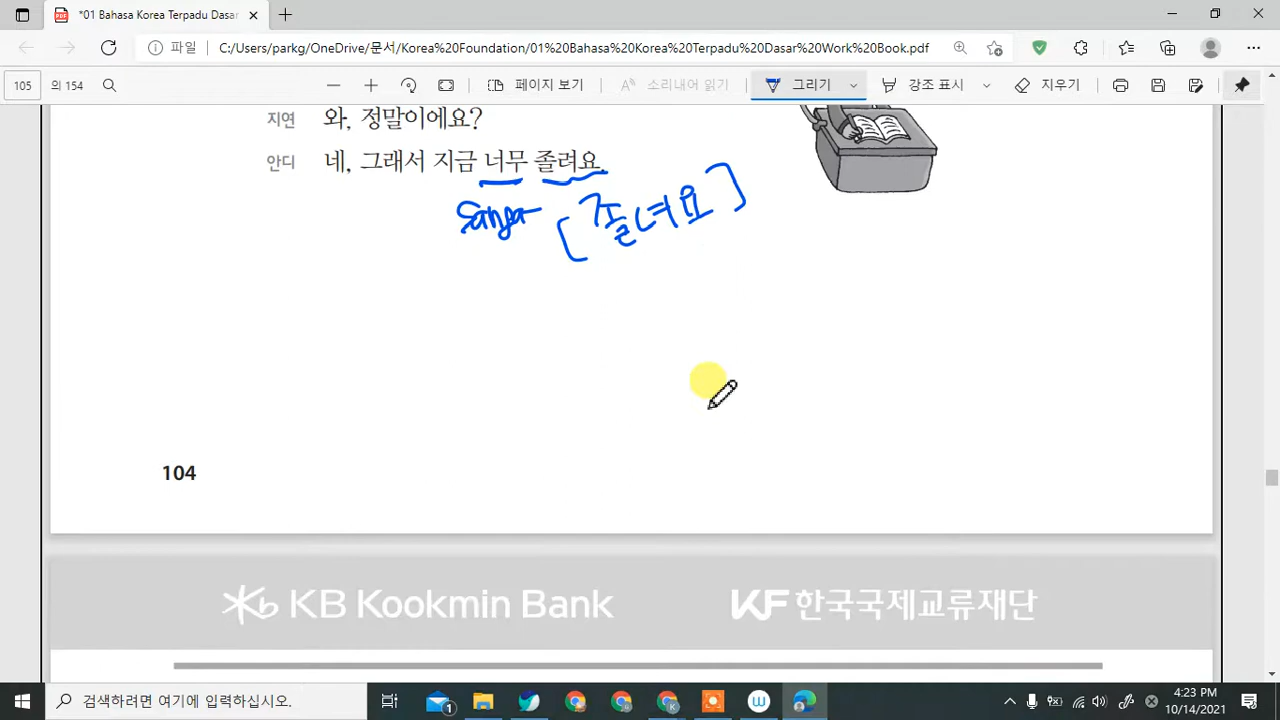 *01 Bahasa Korea Terpadu Dasar
파일 C:/Users/parkg/OneDrive/문서/Korea%20Foundation/01%20Bahasa%20Korea%20Terpadu%20Dasar%20Work%20Book.pdf
105 의 154 페이지 보기 소리내어 읽기 그리기 강조 표시 지우기
지연 와, 정말이에요?
안디 네, 그래서 지금 너무 졸려요.
[졸녀요]
104
KB Kookmin Bank KF 한국국제교류재단
검색하려면 여기에 입력하십시오.
4:23 PM
10/14/2021